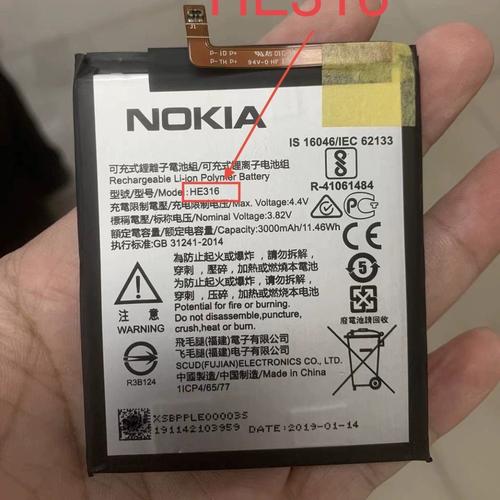 HE316
J1
P-ID P+
P-TH P+
94V-0
NOKIA
IS 16046/IEC 62133
可充式鋰離子電池組/可充式锂离子电池组
Rechargeable Li-ion Polymer Battery
R-41061484
型號/型号/Model: HE316
充電限制電壓/充电限制电压/Max. Voltage: 4.4V
標稱電壓/标称电压/Nominal Voltage: 3.82V
額定電容量/额定容量/Capacity:3000mAh/11.46Wh
执行标准:GB 31241-2014
為防止起火或爆炸，請勿拆解，
穿刺，壓碎，加熱或燃燒本電池
为防止起火或爆炸，请勿拆解，
穿刺，压碎，加热或燃烧本电池
Potential for fire or burning.
Do not disassemble,puncture,
crush,heat or burn.
廢電池請回收
飛毛腿(福建)電子有限公司
飞毛腿(福建)电子有限公司
SCUD(FUJIAN)ELECTRONICS CO.,LTD
中國製造/中国制造/Made in China
1ICP4/65/77
R3B124
Li-ion
XSBPPLE00003S
191142103959
DATE:2019-01-14